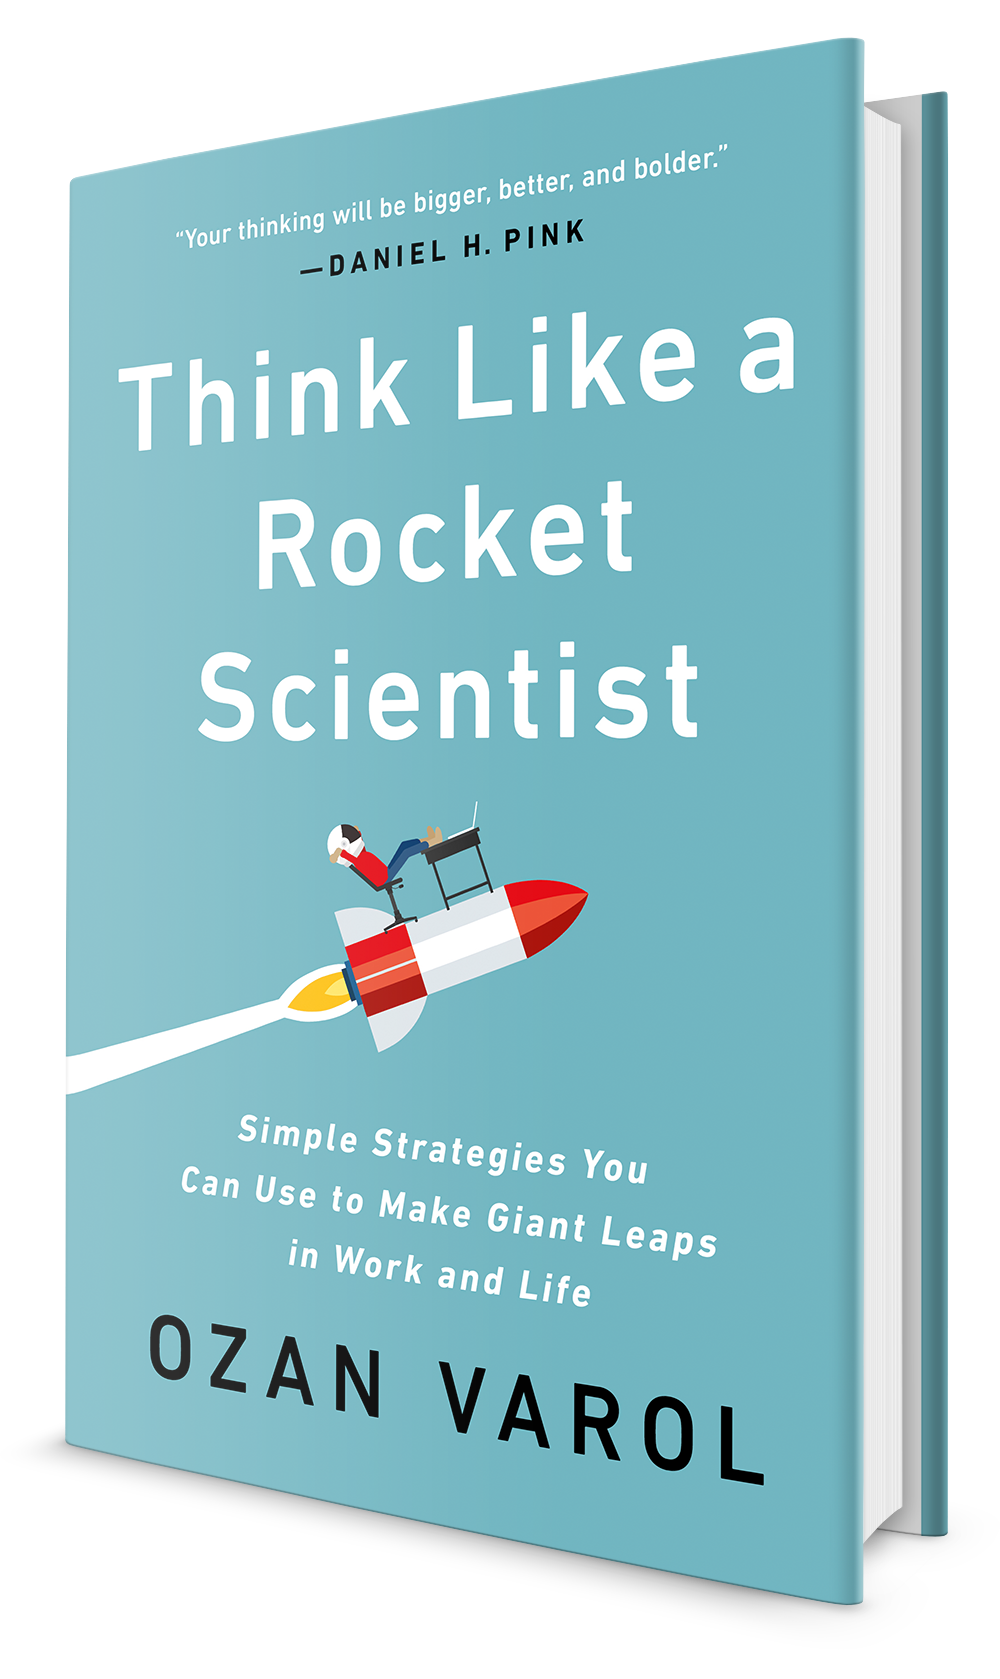 “Your thinking will be bigger, better, and bolder.”
—DANIEL H. PINK
Think Like a
Rocket
Scientist
Simple Strategies You
Can Use to Make Giant Leaps
in Work and Life
OZAN VAROL